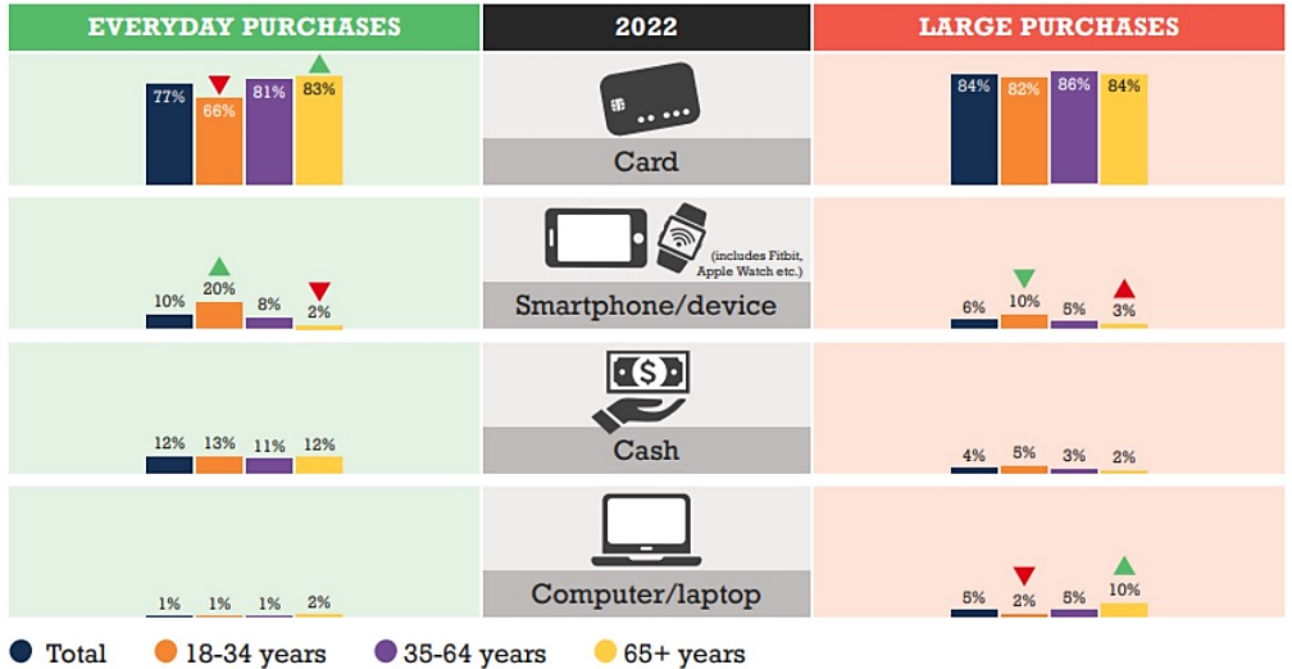 EVERYDAY PURCHASES 2022 LARGE PURCHASES
77% 66% 81% 83% 84% 82% 86% 84%
Card
(includes Fitbit,
Apple Watch etc.)
10% 20% 8% 2% 6% 10% 5% 3%
Smartphone/device
$
12% 13% 11% 12% 4% 5% 3% 2%
Cash
1% 1% 1% 2% 5% 2% 5% 10%
Computer/laptop
Total 18-34 years 35-64 years 65+ years